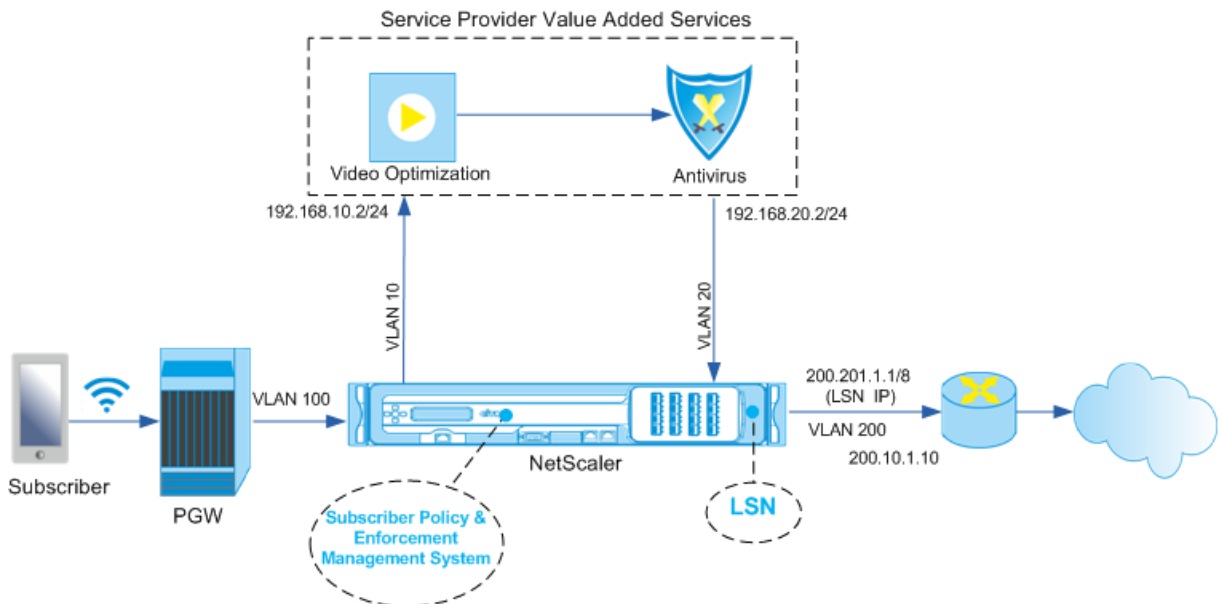 Service Provider Value Added Services
Video Optimization
Antivirus
192.168.10.2/24
192.168.20.2/24
VLAN 10
VLAN 20
VLAN 100
200.201.1.1/8
(LSN IP)
VLAN 200
200.10.1.10
NetScaler
Subscriber
PGW
Subscriber Policy &
Enforcement
Management System
LSN